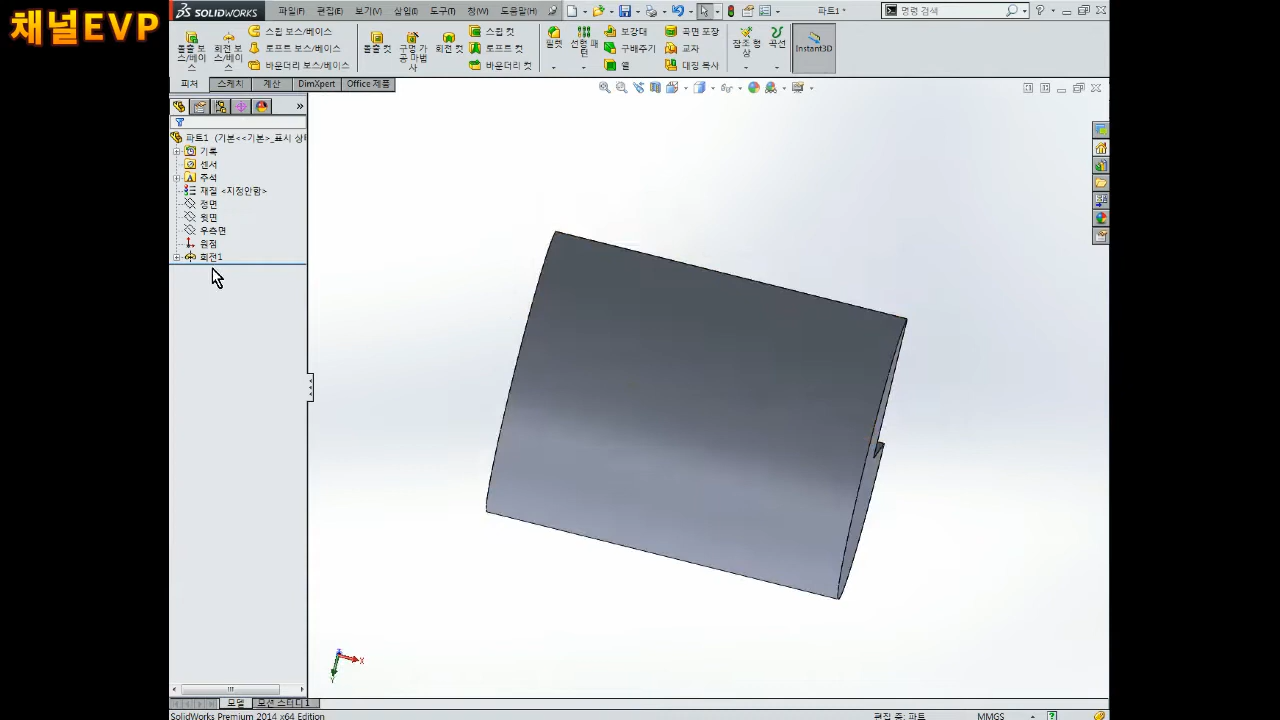 채널EVP
SOLIDWORKS
파일(F) 편집(E) 보기(V) 삽입(I) 도구(T) 창(W) 도움말(H)
파트1 *
명령 검색
돌출 보스/베이스
회전 보스/베이스
스윕 보스/베이스
로프트 보스/베이스
바운더리 보스/베이스
돌출 컷
구멍 가공 마법사
회전 컷
스윕 컷
로프트 컷
바운더리 컷
필렛
선형 패턴
보강대
구배주기
쉘
곡면 포장
교차
대칭 복사
참조 형상
곡선
Instant3D
피처 스케치 계산 DimXpert Office 제품
파트1 (기본<<기본>_표시 상
기록
센서
주석
재질 <지정안함>
정면
윗면
우측면
원점
회전1
X
Y
모델 모션 스터디1
SolidWorks Premium 2014 x64 Edition
편집 중: 파트
MMGS